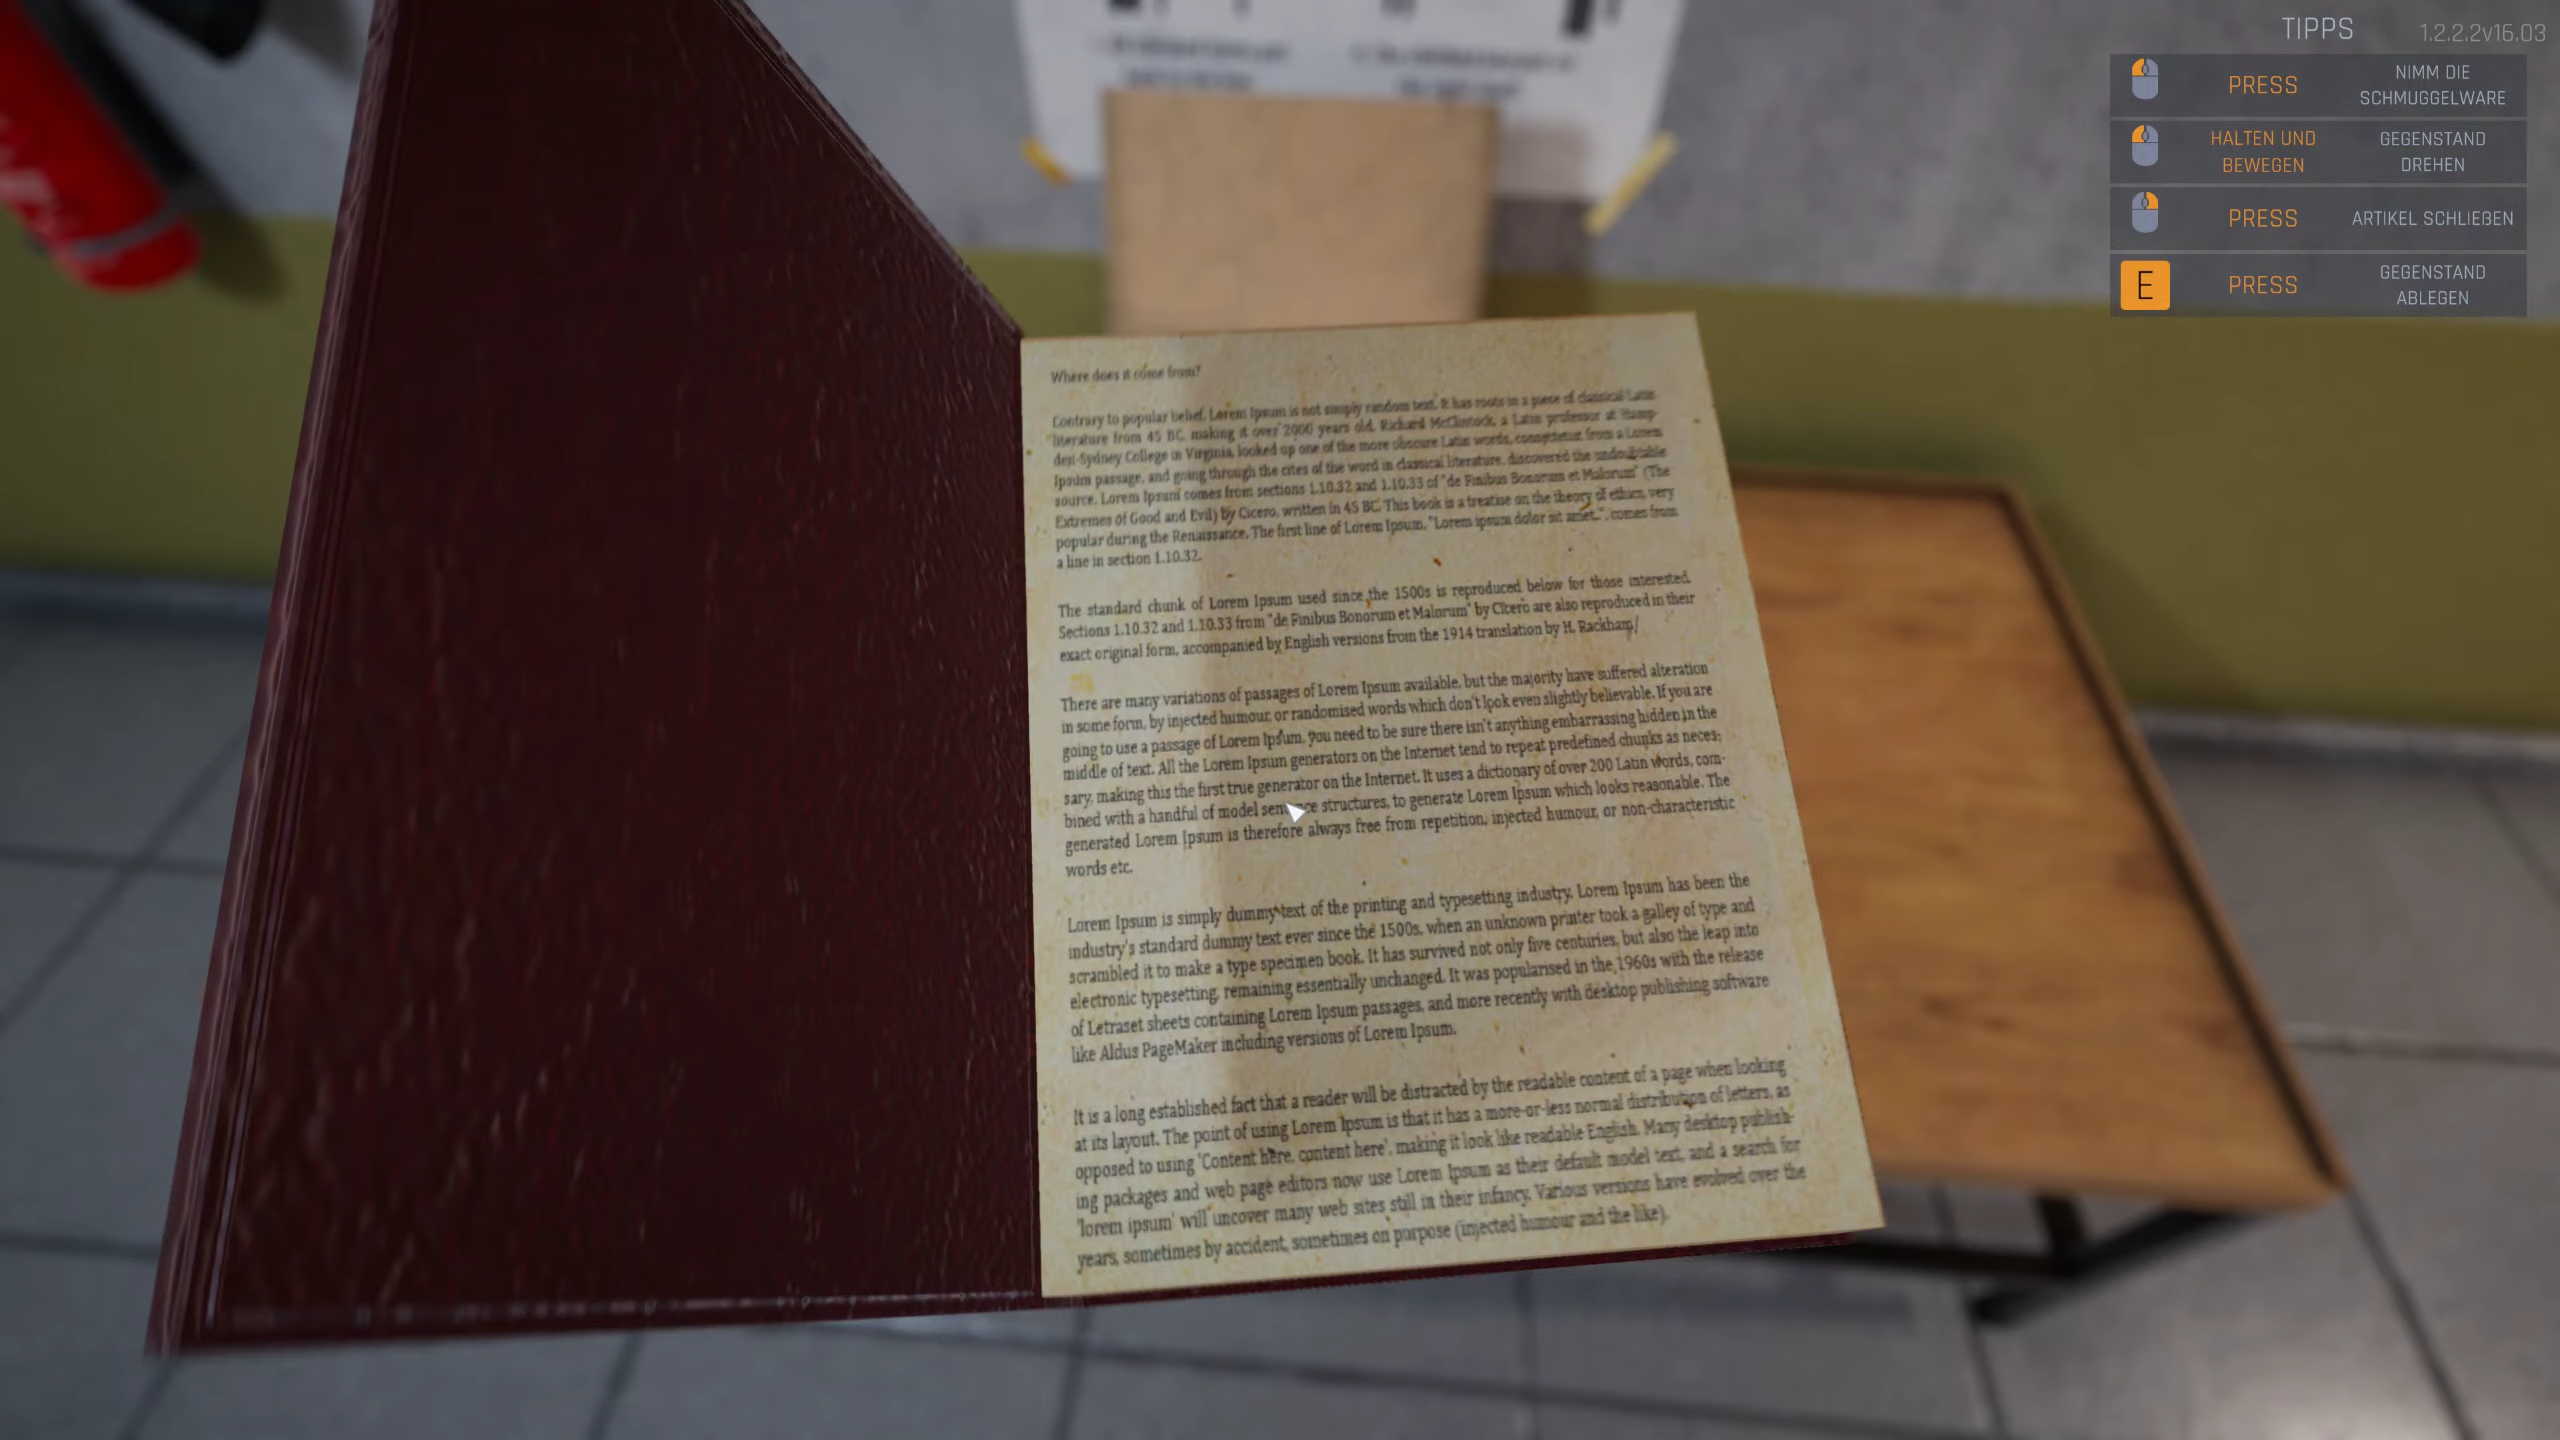 TIPPS
1.2.2.2v16.03
PRESS
NIMM DIE
SCHMUGGELWARE
HALTEN UND
BEWEGEN
GEGENSTAND
DREHEN
PRESS
ARTIKEL SCHLIEßEN
E
PRESS
GEGENSTAND
ABLEGEN
Where does it come from?
Contrary to popular belief, Lorem Ipsum is not simply random text. It has roots in a piece of classical Latin
literature from 45 BC, making it over 2000 years old. Richard McClintock, a Latin professor at Hamp-
den-Sydney College in Virginia, looked up one of the more obscure Latin words, consectetur, from a Lorem
Ipsum passage, and going through the cites of the word in classical literature, discovered the undoubtable
source. Lorem Ipsum comes from sections 1.10.32 and 1.10.33 of "de Finibus Bonorum et Malorum" (The
Extremes of Good and Evil) by Cicero, written in 45 BC. This book is a treatise on the theory of ethics, very
popular during the Renaissance. The first line of Lorem Ipsum, "Lorem ipsum dolor sit amet..", comes from
a line in section 1.10.32.
The standard chunk of Lorem Ipsum used since the 1500s is reproduced below for those interested.
Sections 1.10.32 and 1.10.33 from "de Finibus Bonorum et Malorum" by Cicero are also reproduced in their
exact original form, accompanied by English versions from the 1914 translation by H. Rackham/
There are many variations of passages of Lorem Ipsum available, but the majority have suffered alteration
in some form, by injected humour, or randomised words which don't look even slightly believable. If you are
going to use a passage of Lorem Ipsum, you need to be sure there isn't anything embarrassing hidden in the
middle of text. All the Lorem Ipsum generators on the Internet tend to repeat predefined chunks as neces-
sary, making this the first true generator on the Internet. It uses a dictionary of over 200 Latin words, com-
bined with a handful of model sentence structures, to generate Lorem Ipsum which looks reasonable. The
generated Lorem Ipsum is therefore always free from repetition, injected humour, or non-characteristic
words etc.
Lorem Ipsum is simply dummy text of the printing and typesetting industry. Lorem Ipsum has been the
industry's standard dummy text ever since the 1500s, when an unknown printer took a galley of type and
scrambled it to make a type specimen book. It has survived not only five centuries, but also the leap into
electronic typesetting, remaining essentially unchanged. It was popularised in the 1960s with the release
of Letraset sheets containing Lorem Ipsum passages, and more recently with desktop publishing software
like Aldus PageMaker including versions of Lorem Ipsum.
It is a long established fact that a reader will be distracted by the readable content of a page when looking
at its layout. The point of using Lorem Ipsum is that it has a more-or-less normal distribution of letters, as
opposed to using 'Content here, content here', making it look like readable English. Many desktop publish-
ing packages and web page editors now use Lorem Ipsum as their default model text, and a search for
'lorem ipsum' will uncover many web sites still in their infancy. Various versions have evolved over the
years, sometimes by accident, sometimes on purpose (injected humour and the like).